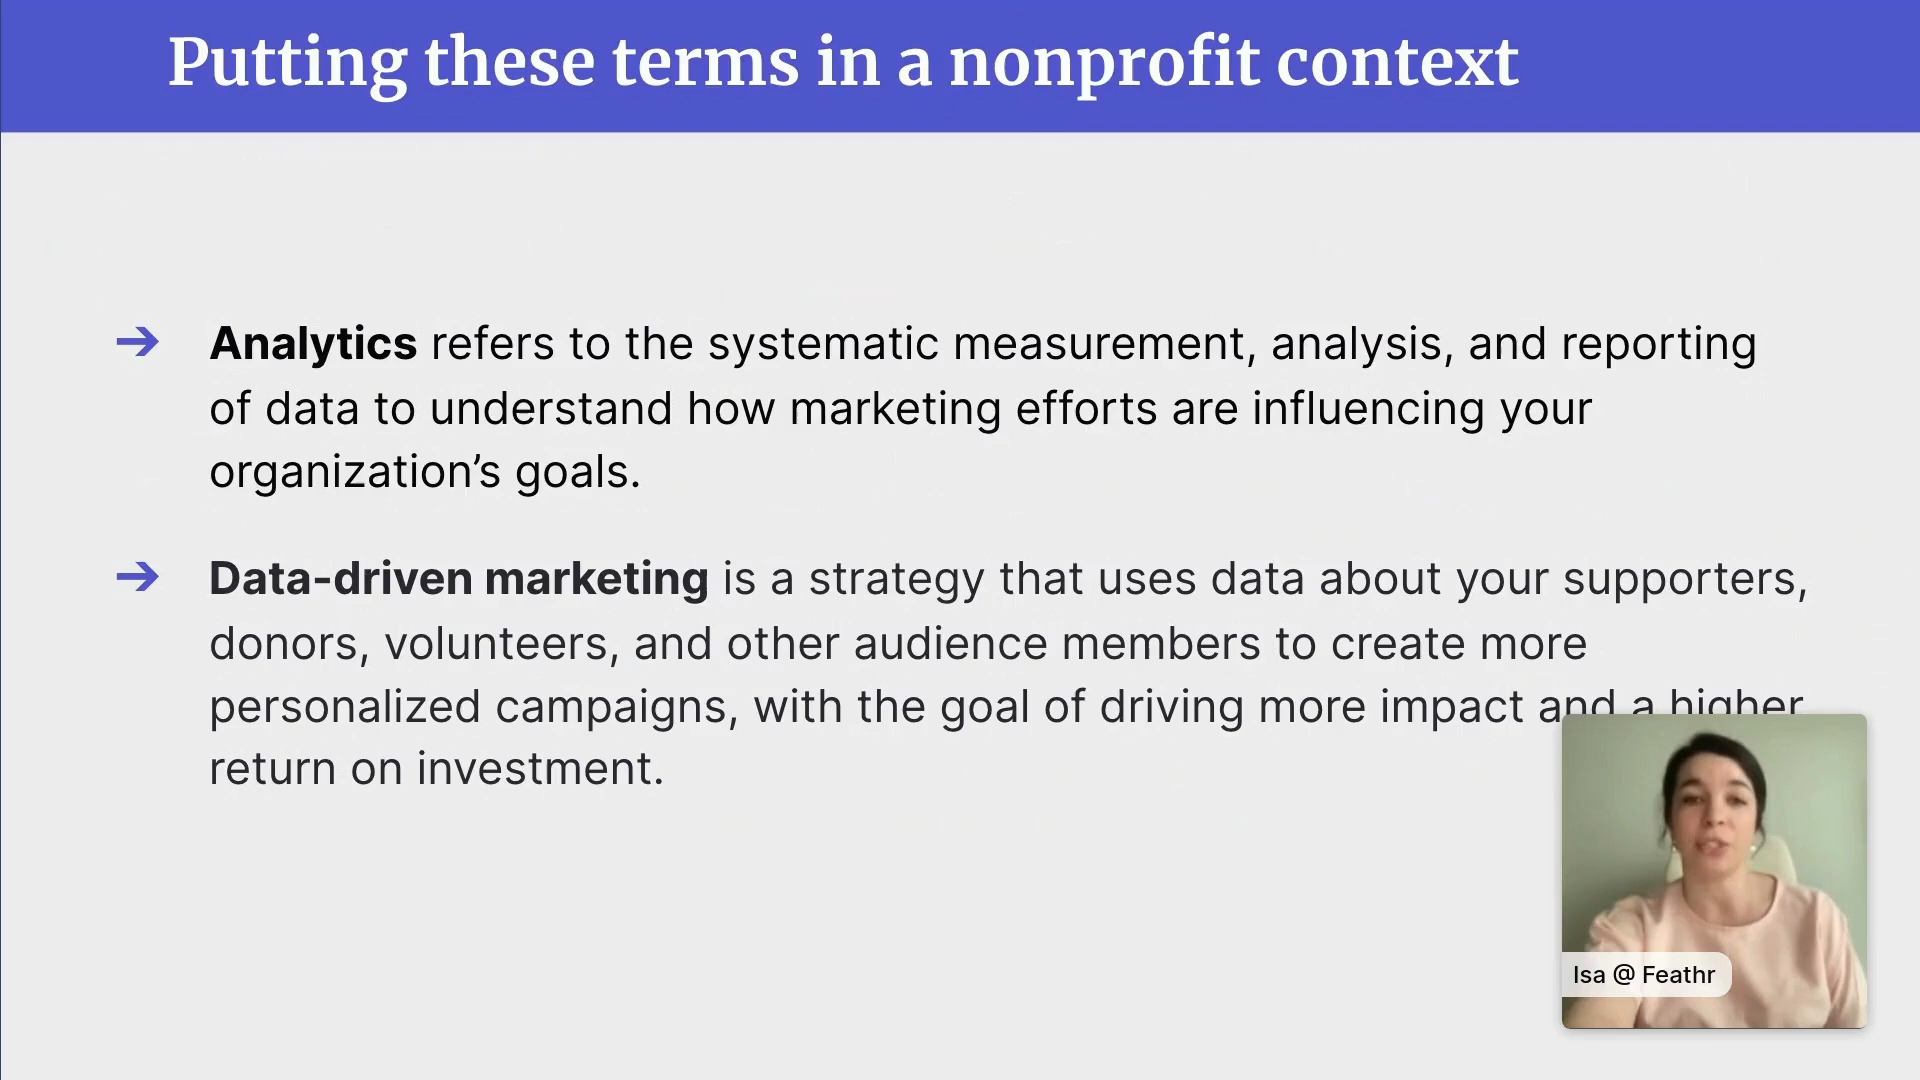 Putting these terms in a nonprofit context
➔ Analytics refers to the systematic measurement, analysis, and reporting
of data to understand how marketing efforts are influencing your
organization’s goals.
➔ Data-driven marketing is a strategy that uses data about your supporters,
donors, volunteers, and other audience members to create more
personalized campaigns, with the goal of driving more impact and a higher
return on investment.
Isa @ Feathr